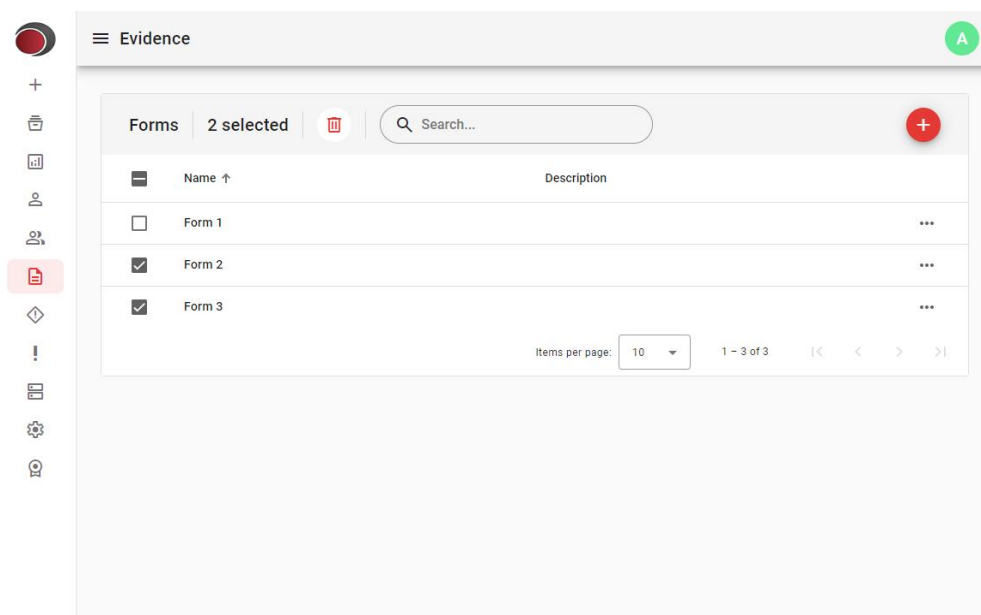 Evidence
A
Forms 2 selected Search...
Name Description
Form 1
Form 2
Form 3
Items per page: 10 1 – 3 of 3